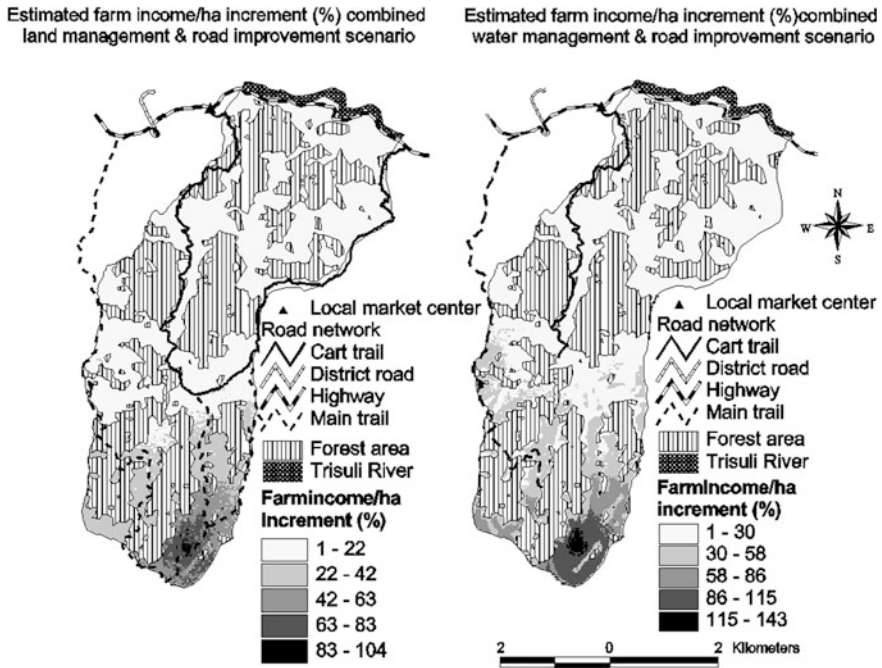 Estimated farm income/ha increment (%) combined
land management & road improvement scenario
Estimated farm income/ha increment (%)combined
water management & road improvement scenario
N
W E
S
Local market center
Road network
Cart trail
District road
Highway
Main trail
Forest area
Trisuli River
Farmincome/ha
Increment (%)
1 - 22
22 - 42
42 - 63
63 - 83
83 - 104
Local market center
Road network
Cart trail
District road
Highway
Main trail
Forest area
Trisuli River
FarmIncome/ha
increment (%)
1 - 30
30 - 58
58 - 86
86 - 115
115 - 143
2 0 2 Kilometers